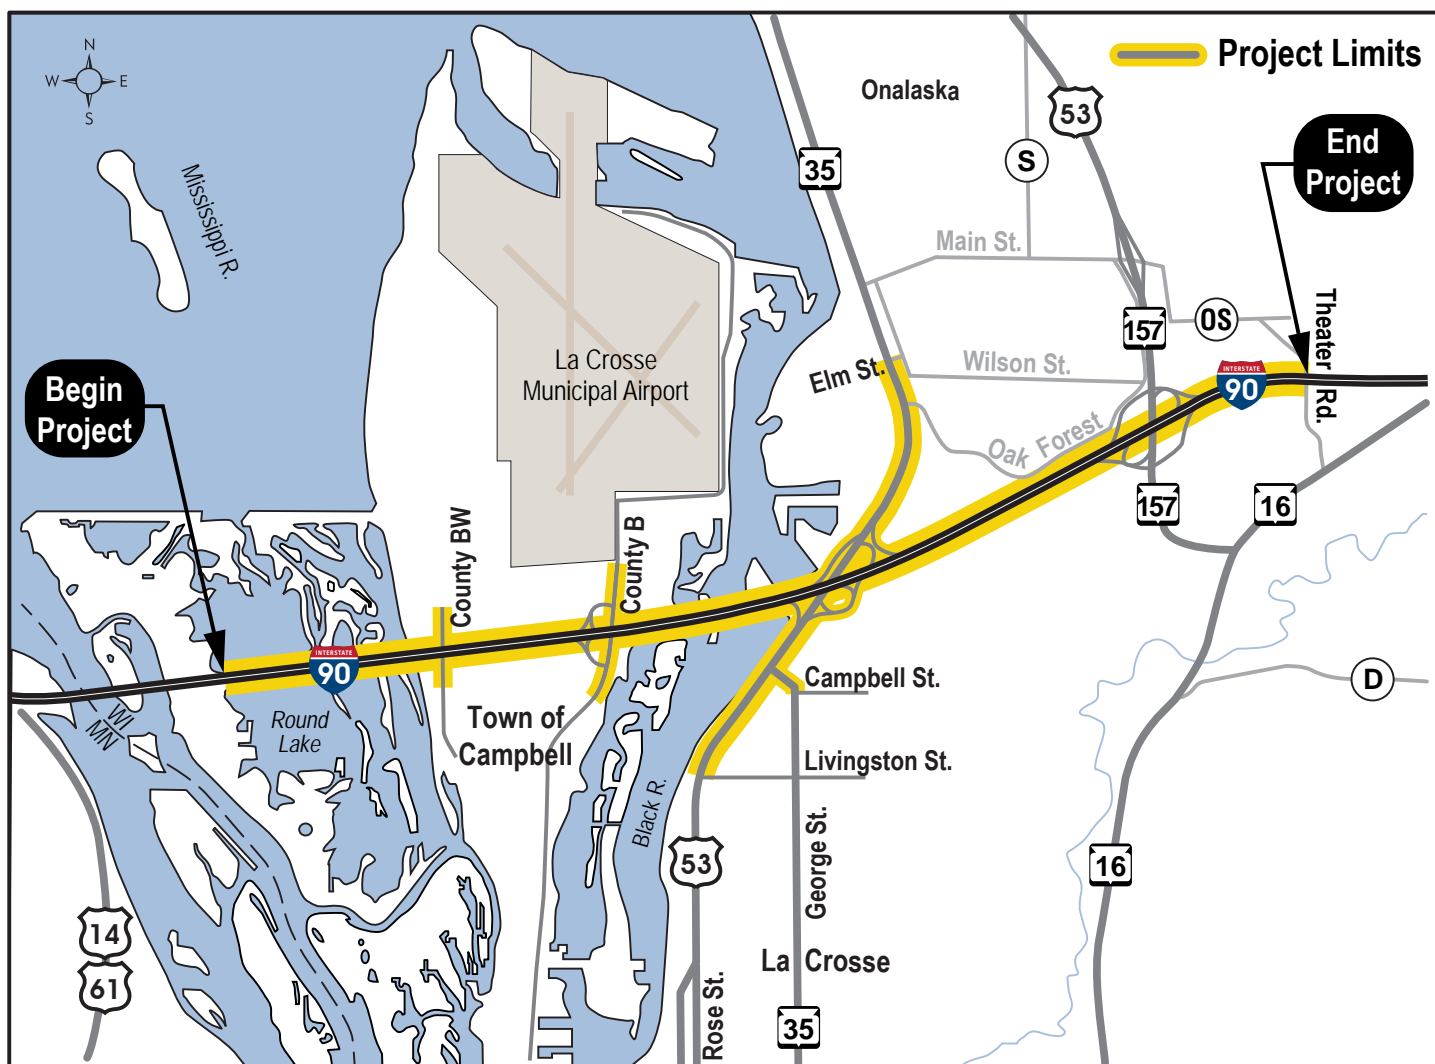 N
W E
S
Project Limits
Onalaska
53
End
Project
S
35
Mississippi R.
Main St.
157
OS
Theater Rd.
La Crosse
Municipal Airport
Wilson St.
Elm St.
INTERSTATE
90
Begin
Project
Oak Forest
157
16
County BW
County B
INTERSTATE
90
Campbell St.
D
WI
MN
Round
Lake
Town of
Campbell
Livingston St.
Black R.
53
George St.
16
14
61
La Crosse
Rose St.
35